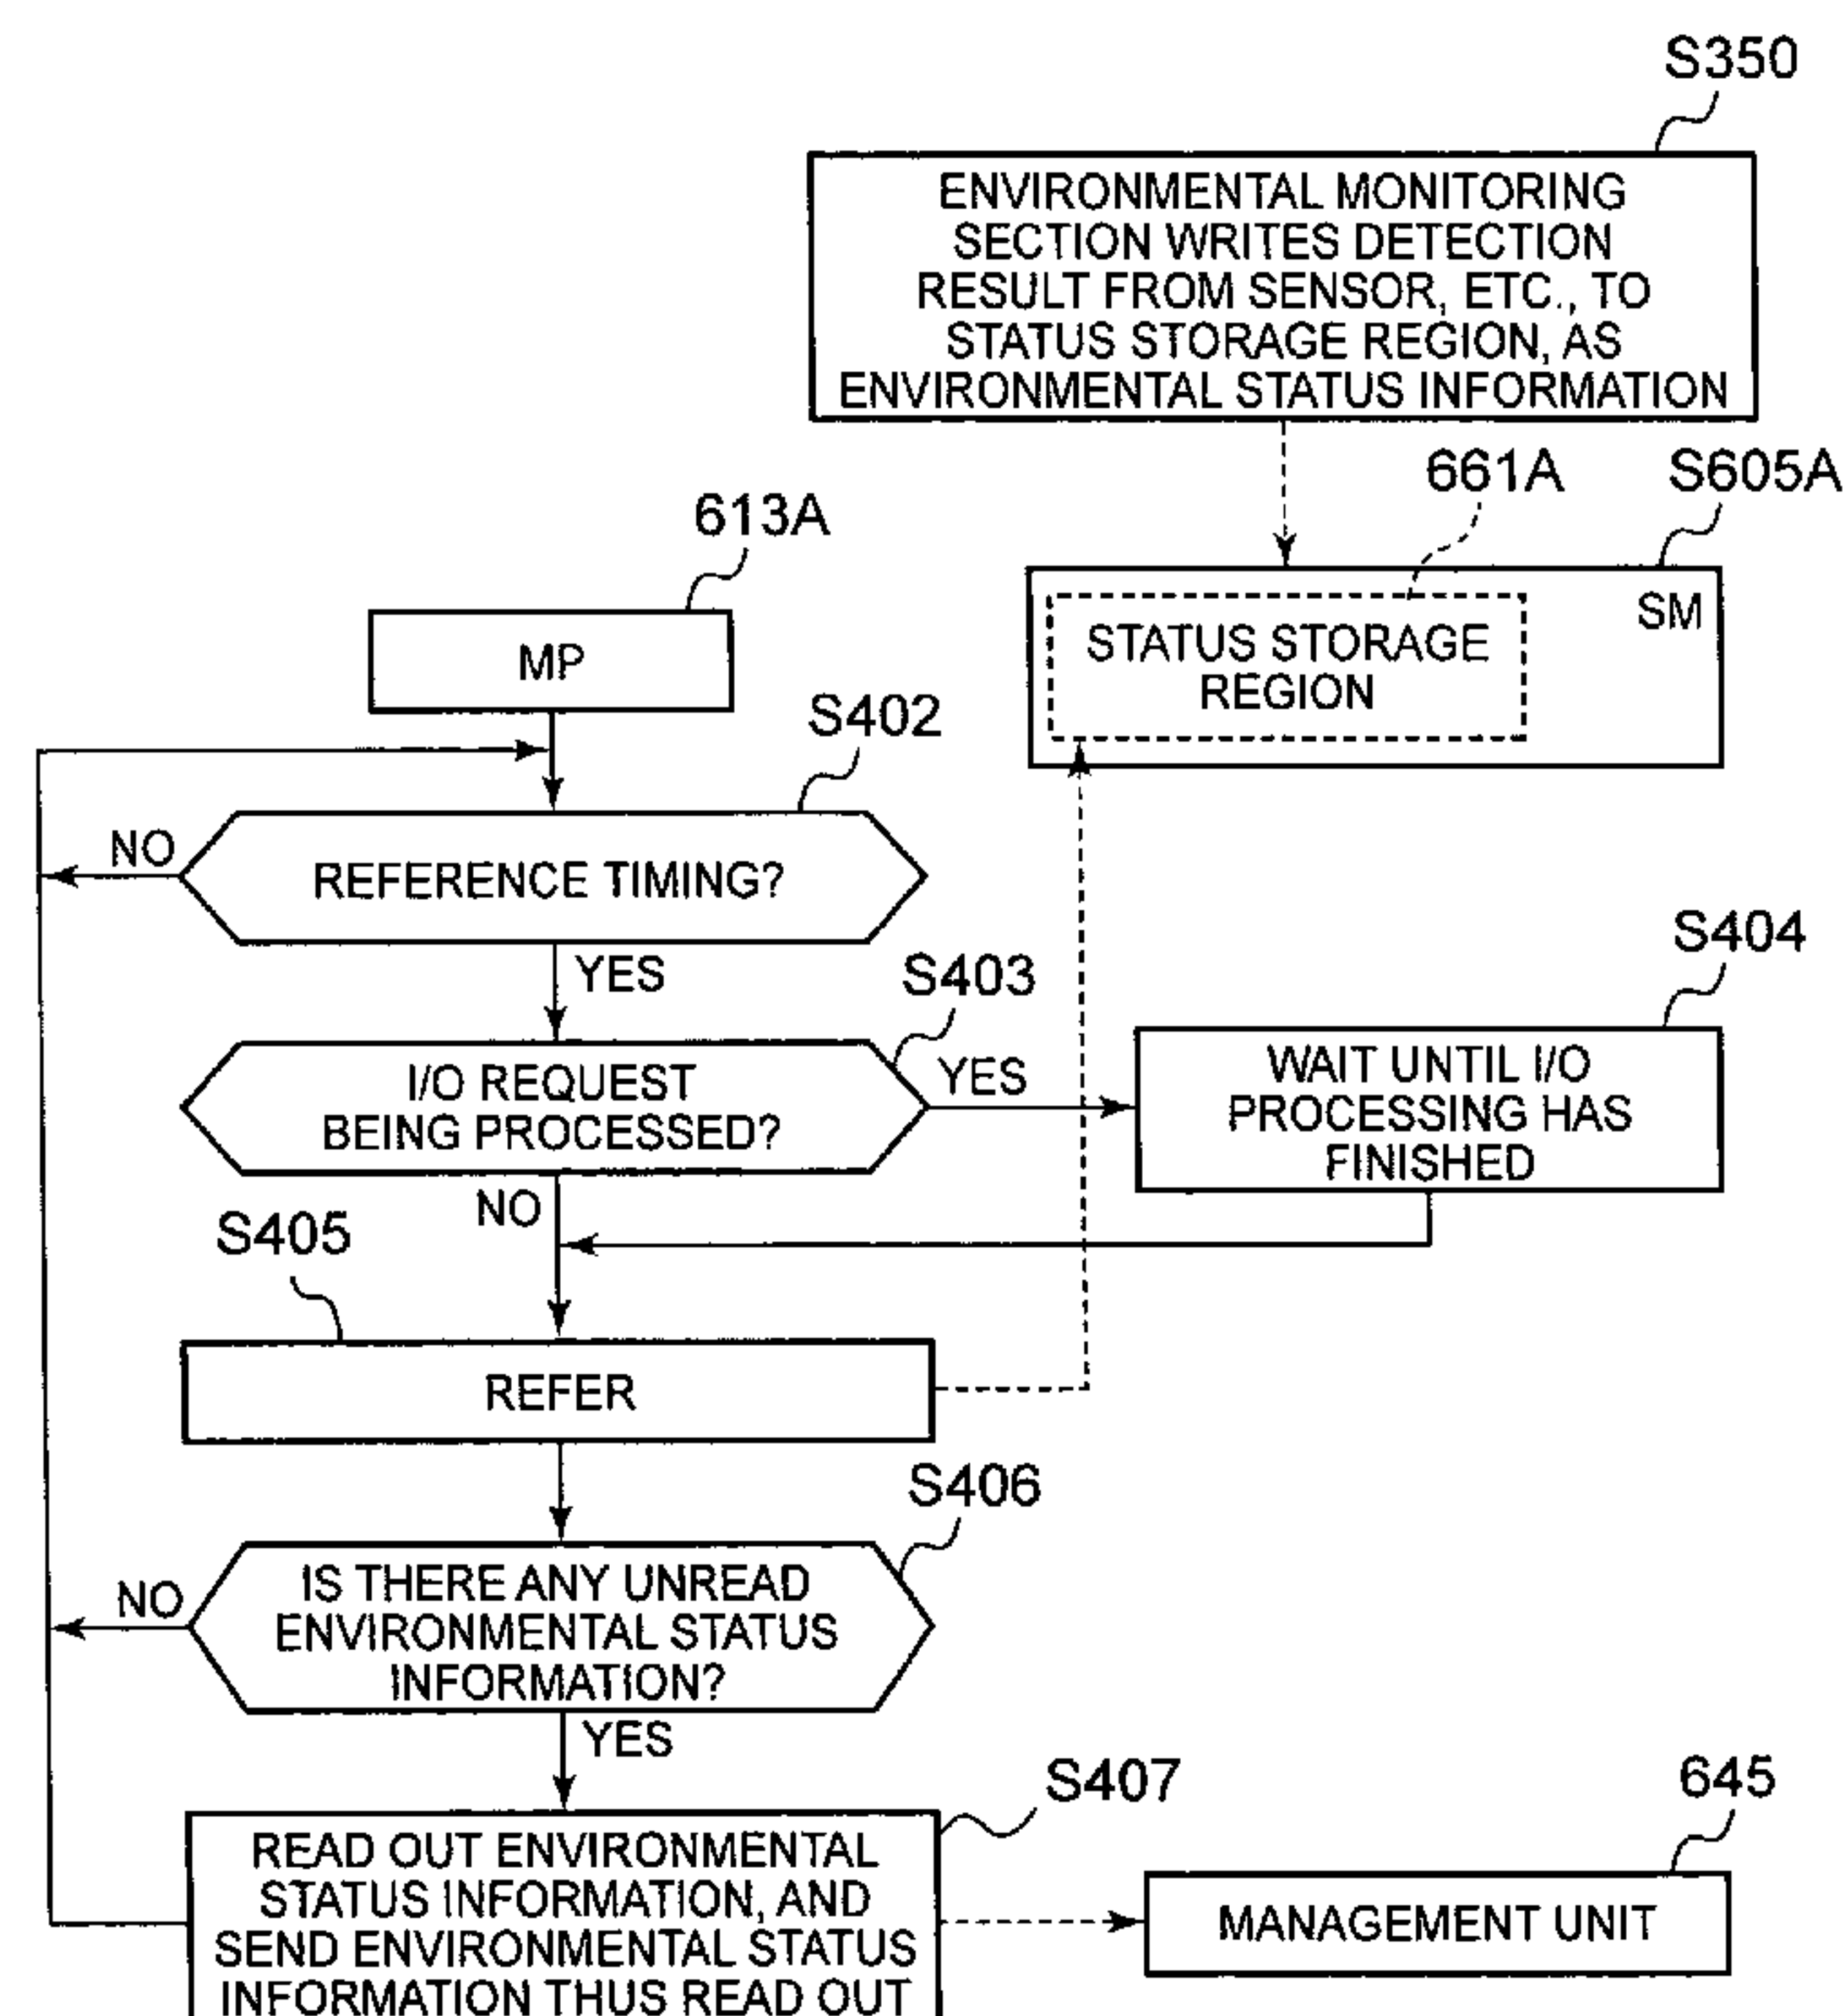 S350
ENVIRONMENTAL MONITORING
SECTION WRITES DETECTION
RESULT FROM SENSOR, ETC., TO
STATUS STORAGE REGION, AS
ENVIRONMENTAL STATUS INFORMATION
661A
S605A
613A
SM
STATUS STORAGE
REGION
MP
S402
NO
REFERENCE TIMING?
YES
S403
S404
I/O REQUEST
BEING PROCESSED?
YES
WAIT UNTIL I/O
PROCESSING HAS
FINISHED
NO
S405
REFER
S406
NO
IS THERE ANY UNREAD
ENVIRONMENTAL STATUS
INFORMATION?
YES
S407
645
READ OUT ENVIRONMENTAL
STATUS INFORMATION, AND
SEND ENVIRONMENTAL STATUS
INFORMATION THUS READ OUT
MANAGEMENT UNIT